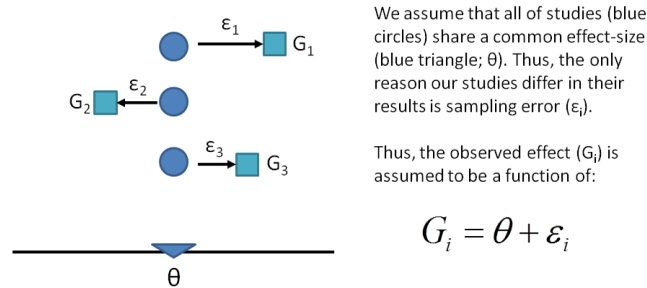 ε₁
G₁
ε₂
G₂
ε₃
G₃
θ
We assume that all of studies (blue
circles) share a common effect-size
(blue triangle; θ). Thus, the only
reason our studies differ in their
results is sampling error (εᵢ).
Thus, the observed effect (Gᵢ) is
assumed to be a function of:
Gᵢ = θ + εᵢ